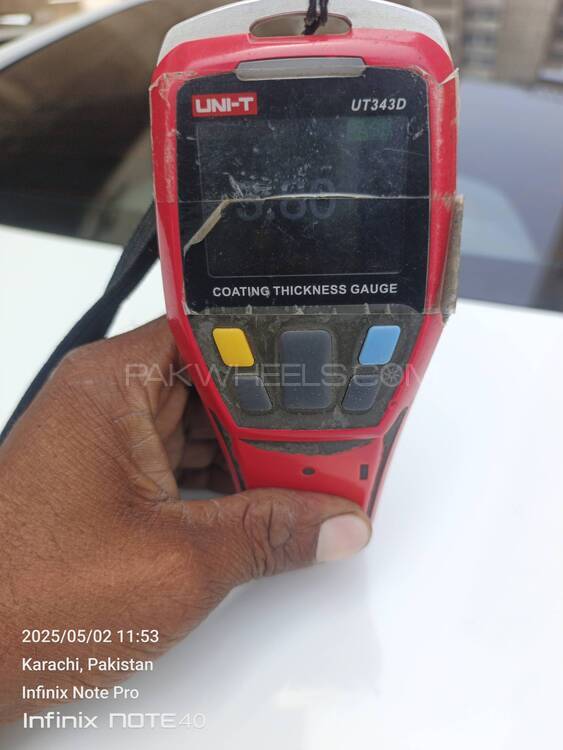 UNI-T
UT343D
COATING THICKNESS GAUGE
PAKWHEELS.COM
2025/05/02 11:53
Karachi, Pakistan
Infinix Note Pro
Infinix NOTE40